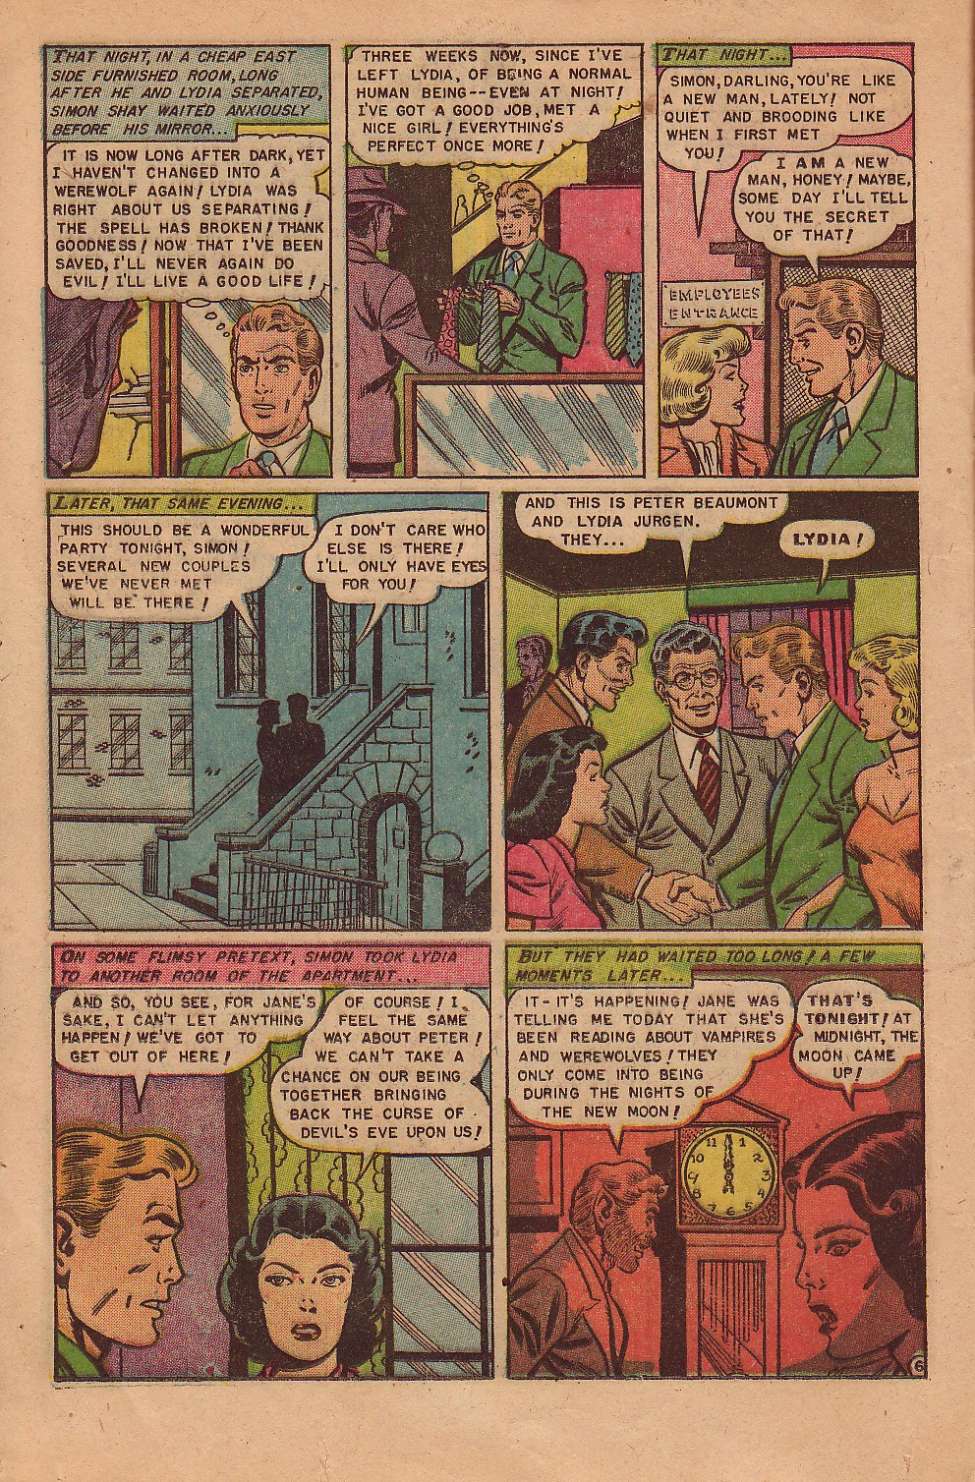 THAT NIGHT, IN A CHEAP EAST
SIDE FURNISHED ROOM, LONG
AFTER HE AND LYDIA SEPARATED,
SIMON SHAY WAITED ANXIOUSLY
BEFORE HIS MIRROR...
IT IS NOW LONG AFTER DARK, YET
I HAVEN'T CHANGED INTO A
WEREWOLF AGAIN! LYDIA WAS
RIGHT ABOUT US SEPARATING!
THE SPELL HAS BROKEN! THANK
GOODNESS! NOW THAT I'VE BEEN
SAVED, I'LL NEVER AGAIN DO
EVIL! I'LL LIVE A GOOD LIFE!
THREE WEEKS NOW, SINCE I'VE
LEFT LYDIA, OF BEING A NORMAL
HUMAN BEING--EVEN AT NIGHT!
I'VE GOT A GOOD JOB, MET A
NICE GIRL! EVERYTHING'S
PERFECT ONCE MORE!
THAT NIGHT...
SIMON, DARLING, YOU'RE LIKE
A NEW MAN, LATELY! NOT
QUIET AND BROODING LIKE
WHEN I FIRST MET
YOU!
I AM A NEW
MAN, HONEY! MAYBE,
SOME DAY I'LL TELL
YOU THE SECRET
OF THAT!
EMPLOYEES
ENTRANCE
LATER, THAT SAME EVENING...
THIS SHOULD BE A WONDERFUL
PARTY TONIGHT, SIMON!
SEVERAL NEW COUPLES
WE'VE NEVER MET
WILL BE THERE!
I DON'T CARE WHO
ELSE IS THERE!
I'LL ONLY HAVE EYES
FOR YOU!
AND THIS IS PETER BEAUMONT
AND LYDIA JURGEN.
THEY...
LYDIA!
ON SOME FLIMSY PRETEXT, SIMON TOOK LYDIA
TO ANOTHER ROOM OF THE APARTMENT...
AND SO, YOU SEE, FOR JANE'S
SAKE, I CAN'T LET ANYTHING
HAPPEN! WE'VE GOT TO
GET OUT OF HERE!
OF COURSE! I
FEEL THE SAME
WAY ABOUT PETER!
WE CAN'T TAKE A
CHANCE ON OUR BEING
TOGETHER BRINGING
BACK THE CURSE OF
DEVIL'S EVE UPON US!
BUT THEY HAD WAITED TOO LONG! A FEW
MOMENTS LATER...
IT-IT'S HAPPENING! JANE WAS
TELLING ME TODAY THAT SHE'S
BEEN READING ABOUT VAMPIRES
AND WEREWOLVES! THEY
ONLY COME INTO BEING
DURING THE NIGHTS OF
THE NEW MOON!
THAT'S
TONIGHT! AT
MIDNIGHT, THE
MOON CAME
UP!
11 12 1
10 2
9 3
8 4
7 6 5
6